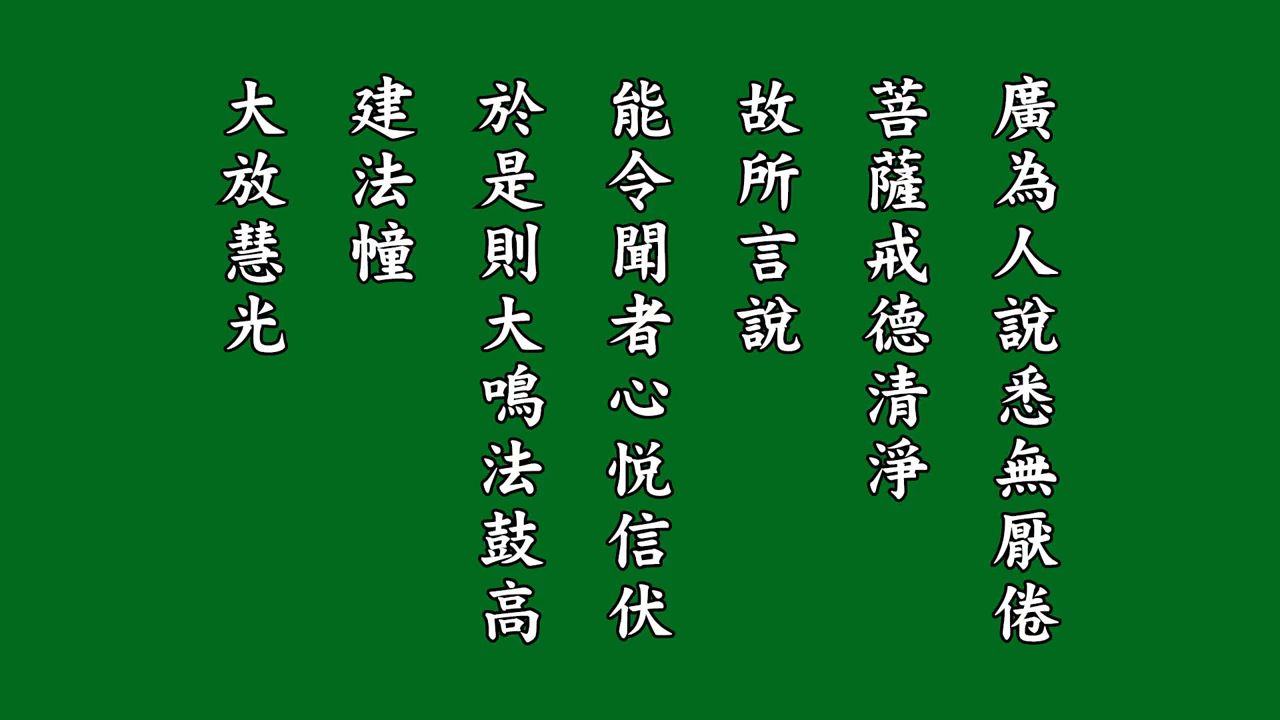 廣為人說悉無厭倦
菩薩戒德清淨
故所言說
能令聞者心悅信伏
於是則大鳴法鼓高
建法幢
大放慧光